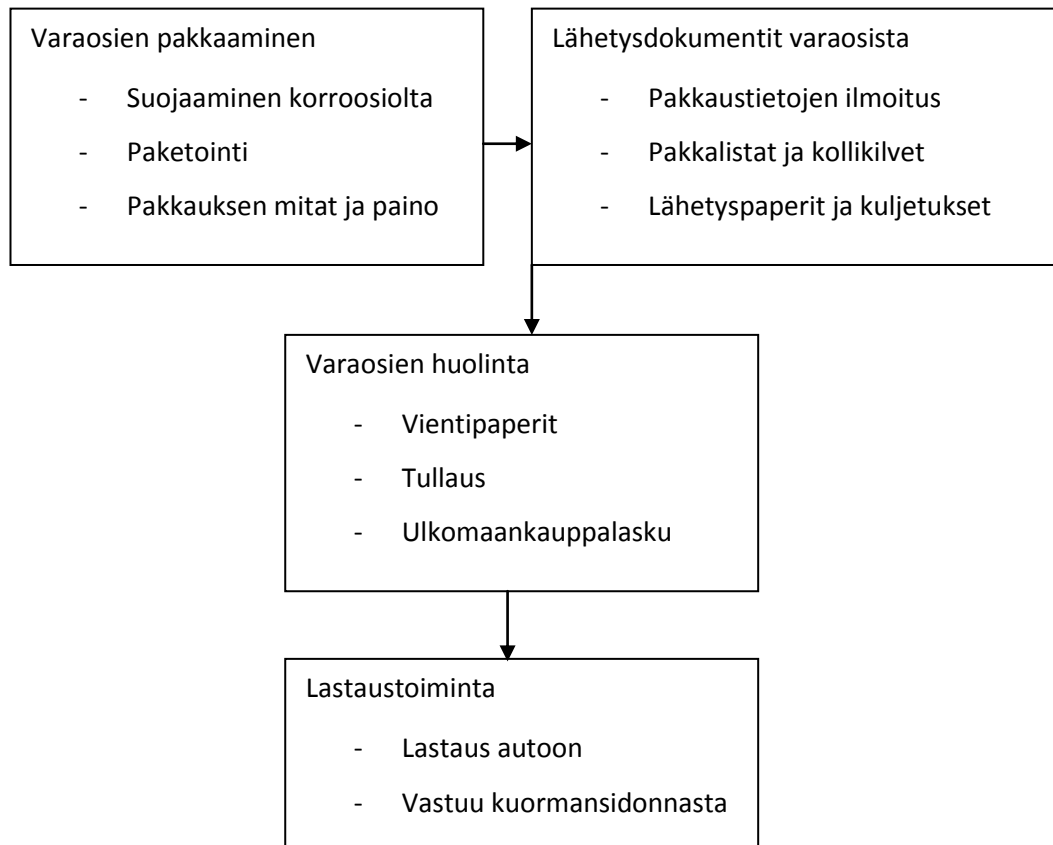 Varaosien pakkaaminen
- Suojaaminen korroosiolta
- Paketointi
- Pakkauksen mitat ja paino
Lähetysdokumentit varaosista
- Pakkaustietojen ilmoitus
- Pakkalistat ja kollikilvet
- Lähetyspaperit ja kuljetukset
Varaosien huolinta
- Vientipaperit
- Tullaus
- Ulkomaankauppalasku
Lastaustoiminta
- Lastaus autoon
- Vastuu kuormansidonnasta